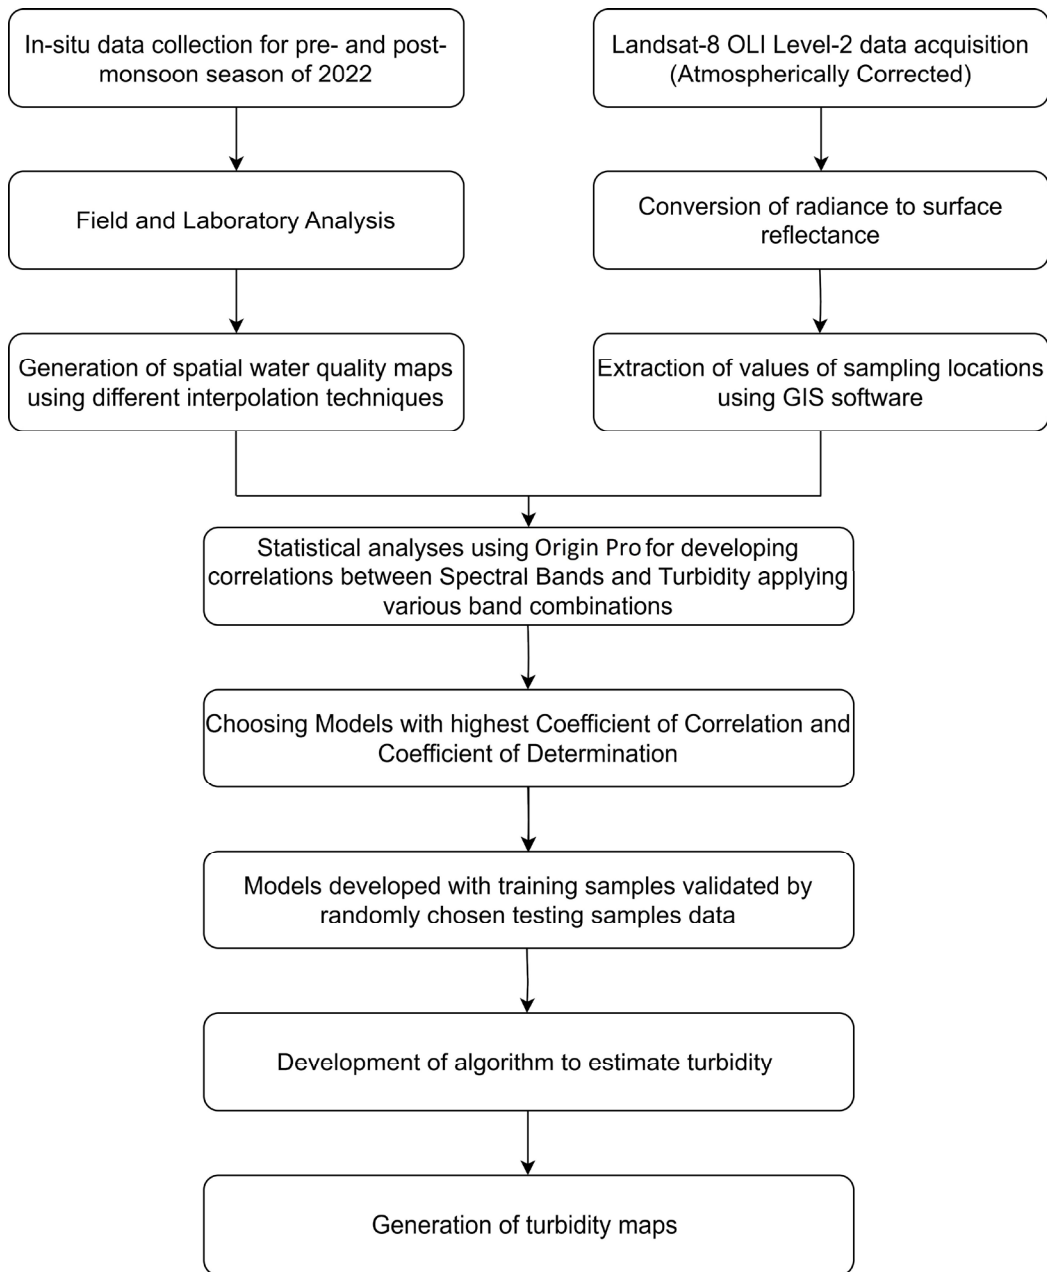 In-situ data collection for pre- and post-
monsoon season of 2022
Landsat-8 OLI Level-2 data acquisition
(Atmospherically Corrected)
Field and Laboratory Analysis
Conversion of radiance to surface
reflectance
Generation of spatial water quality maps
using different interpolation techniques
Extraction of values of sampling locations
using GIS software
Statistical analyses using Origin Pro for developing
correlations between Spectral Bands and Turbidity applying
various band combinations
Choosing Models with highest Coefficient of Correlation and
Coefficient of Determination
Models developed with training samples validated by
randomly chosen testing samples data
Development of algorithm to estimate turbidity
Generation of turbidity maps